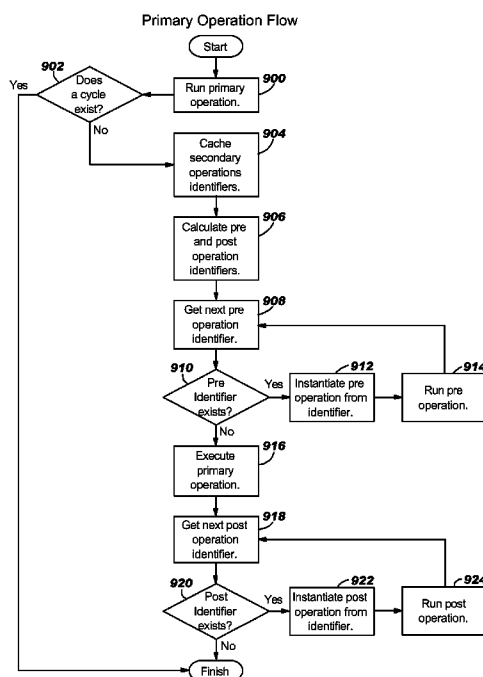 Primary Operation Flow
Start
900
Run primary
operation.
902
Does
a cycle
exist?
Yes
No
904
Cache
secondary
operations
identifiers.
906
Calculate pre
and post
operation
identifiers.
908
Get next pre
operation
identifier.
910
Pre
Identifier
exists?
Yes
No
912
Instantiate pre
operation from
identifier.
914
Run pre
operation.
916
Execute
primary
operation.
918
Get next post
operation
identifier.
920
Post
Identifier
exists?
Yes
No
922
Instantiate post
operation from
identifier.
924
Run post
operation.
Finish